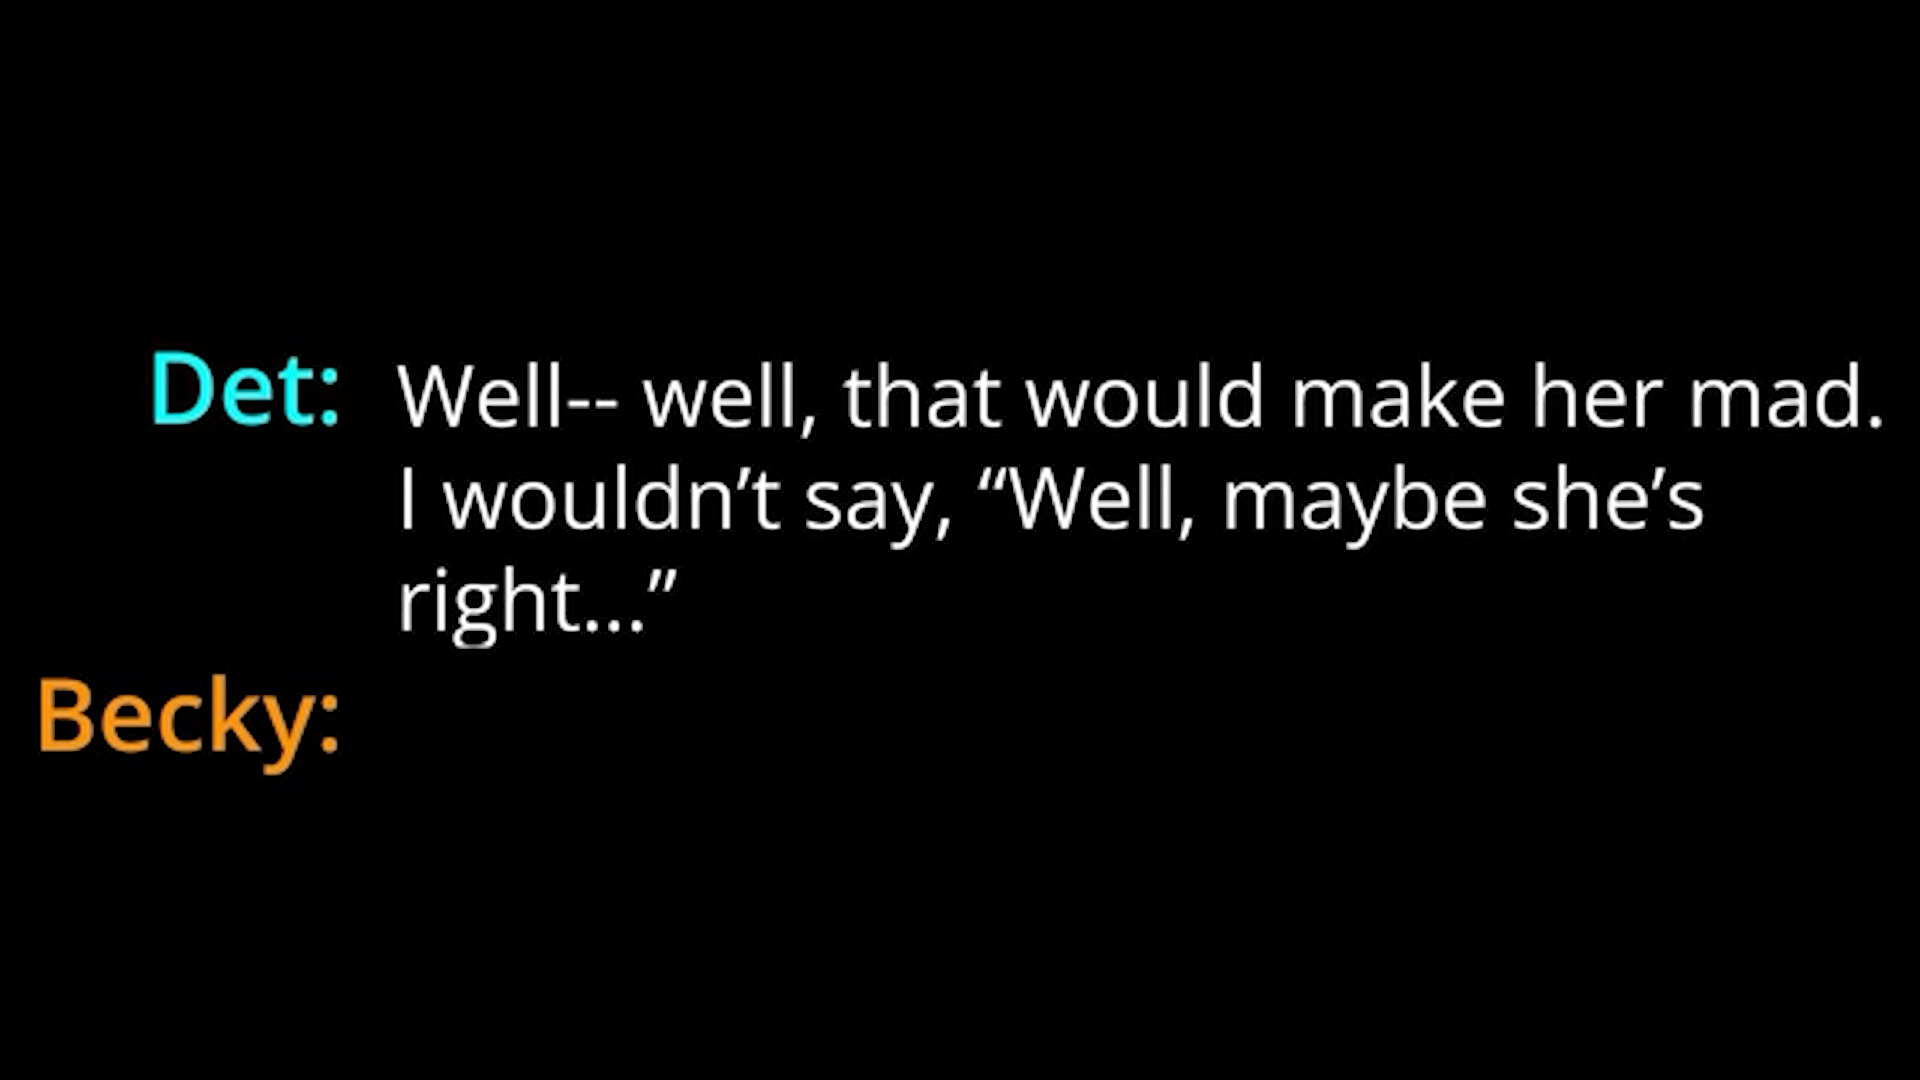 Det: Well-- well, that would make her mad.
I wouldn’t say, “Well, maybe she’s
right...”
Becky: